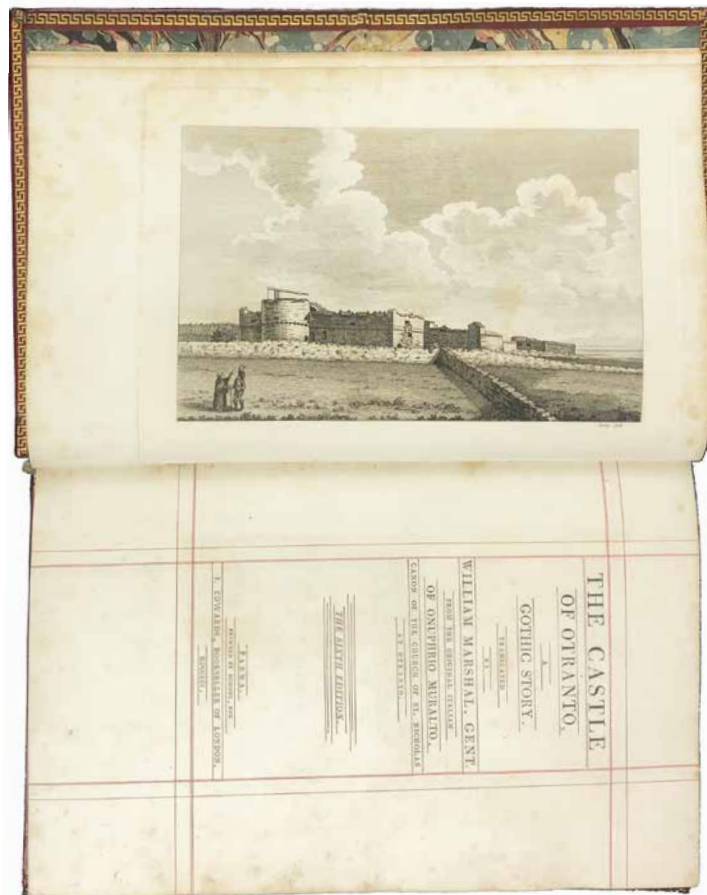 THE CASTLE
OF OTRANTO,
A
GOTHIC STORY.
TRANSLATED
BY
WILLIAM MARSHAL, GENT.
FROM THE ORIGINAL ITALIAN
OF ONUPHRIO MURALTO,
CANON OF THE CHURCH OF ST. NICHOLAS
AT OTRANTO.
THE SIXTH EDITION.
PARMA.
PRINTED BY BODONI, FOR
J. EDWARDS, BOOKSELLER OF LONDON.